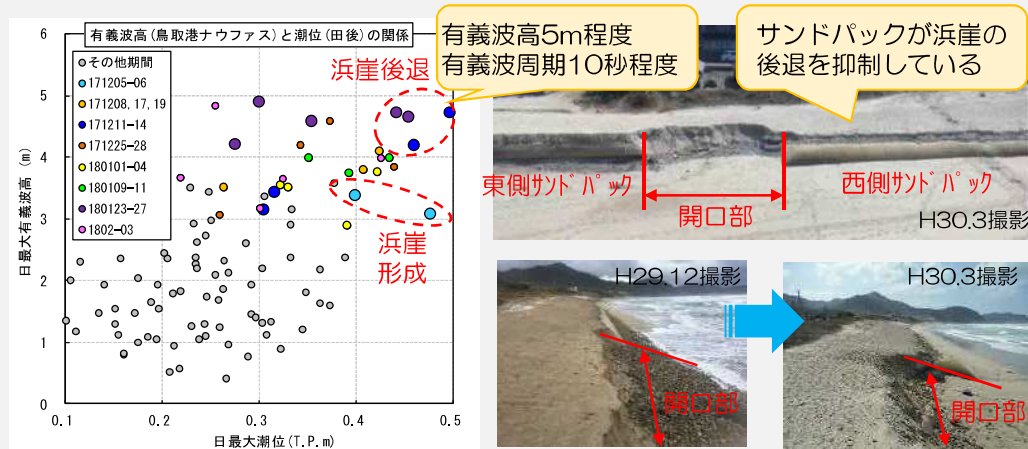 有義波高(鳥取港ナウファス)と潮位(田後)の関係
日最大有義波高 (m)
6
5
4
3
2
1
0
0.1
0.2
0.3
0.4
0.5
日最大潮位(T.P.m)
その他期間
171205-06
171208, 17, 19
171211-14
171225-28
180101-04
180109-11
180123-27
1802-03
浜崖後退
浜崖
形成
有義波高5m程度
有義波周期10秒程度
サンドパックが浜崖の
後退を抑制している
東側サンドパック
開口部
西側サンドパック
H30.3撮影
H29.12撮影
開口部
H30.3撮影
開口部